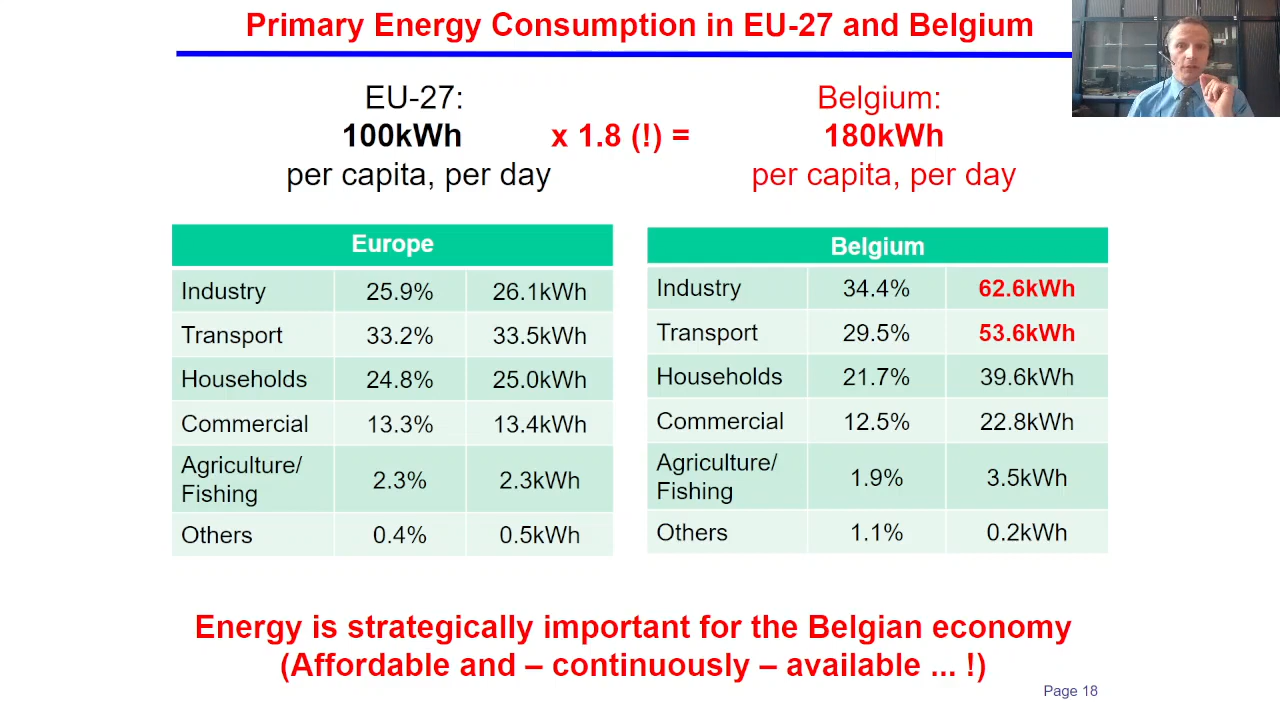 Primary Energy Consumption in EU-27 and Belgium
EU-27:
100kWh
per capita, per day
x 1.8 (!) =
Belgium:
180kWh
per capita, per day
Europe
Industry 25.9% 26.1kWh
Transport 33.2% 33.5kWh
Households 24.8% 25.0kWh
Commercial 13.3% 13.4kWh
Agriculture/
Fishing 2.3% 2.3kWh
Others 0.4% 0.5kWh
Belgium
Industry 34.4% 62.6kWh
Transport 29.5% 53.6kWh
Households 21.7% 39.6kWh
Commercial 12.5% 22.8kWh
Agriculture/
Fishing 1.9% 3.5kWh
Others 1.1% 0.2kWh
Energy is strategically important for the Belgian economy
(Affordable and – continuously – available ... !)
Page 18